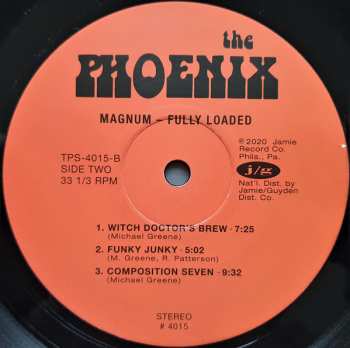 the
PHOENIX
MAGNUM – FULLY LOADED
TPS-4015-B
SIDE TWO
33 1/3 RPM
℗2020 Jamie
Record Co.
Phila., Pa.
j/g
Nat'l. Dist. by
Jamie/Guyden
Dist. Co.
1. WITCH DOCTOR'S BREW · 7:25
(Michael Greene)
2. FUNKY JUNKY · 5:02
(M. Greene, R. Patterson)
3. COMPOSITION SEVEN · 9:32
(Michael Greene)
STEREO
# 4015